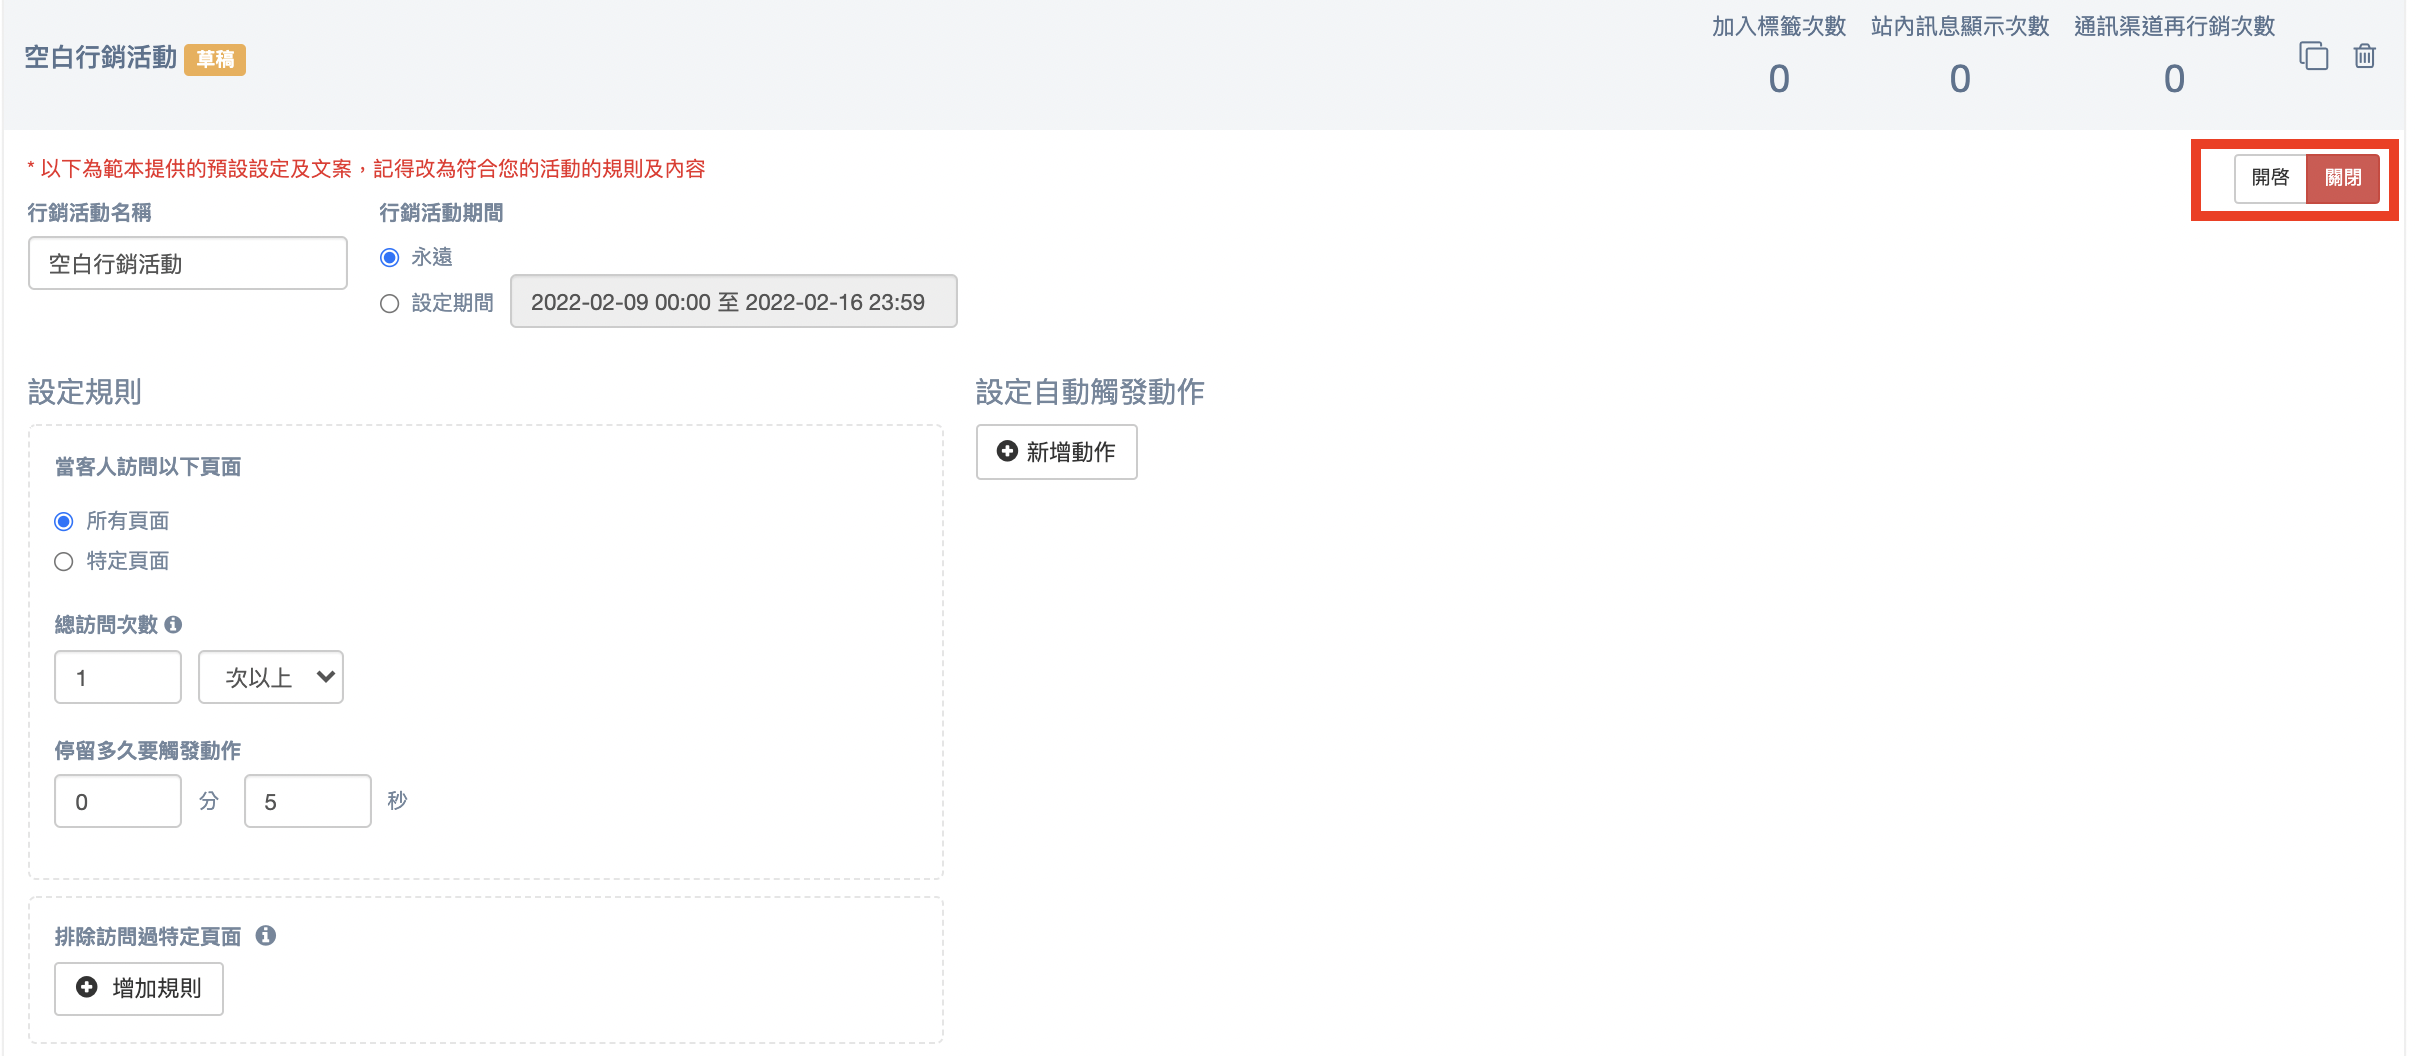 空白行銷活動 草稿
加入標籤次數 站內訊息顯示次數 通訊渠道再行銷次數
0 0 0
* 以下為範本提供的預設設定及文案，記得改為符合您的活動的規則及內容
開啓 關閉
行銷活動名稱
空白行銷活動
行銷活動期間
永遠
設定期間 2022-02-09 00:00 至 2022-02-16 23:59
設定規則
當客人訪問以下頁面
所有頁面
特定頁面
總訪問次數
1 次以上
停留多久要觸發動作
0 分 5 秒
排除訪問過特定頁面
增加規則
設定自動觸發動作
新增動作